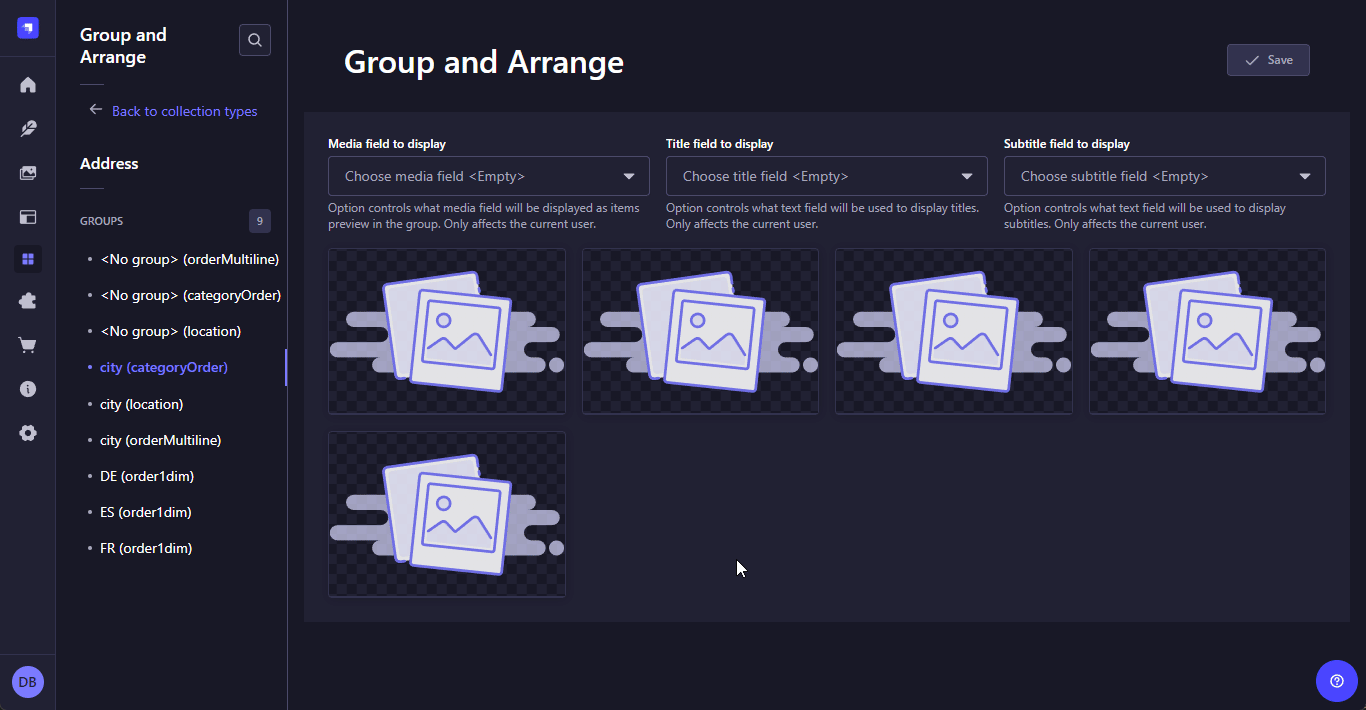 Group and
Arrange
Back to collection types
Address
GROUPS
9
<No group> (orderMultiline)
<No group> (categoryOrder)
<No group> (location)
city (categoryOrder)
city (location)
city (orderMultiline)
DE (order1dim)
ES (order1dim)
FR (order1dim)
DB
Group and Arrange
Save
Media field to display
Choose media field <Empty>
Option controls what media field will be displayed as items
preview in the group. Only affects the current user.
Title field to display
Choose title field <Empty>
Option controls what text field will be used to display titles.
Only affects the current user.
Subtitle field to display
Choose subtitle field <Empty>
Option controls what text field will be used to display
subtitles. Only affects the current user.